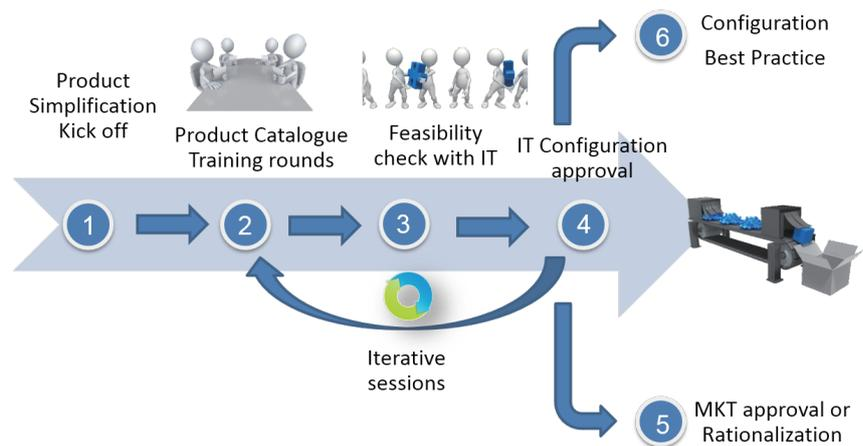 Product
Simplification
Kick off
Product Catalogue
Training rounds
Feasibility
check with IT
IT Configuration
approval
6
Configuration
Best Practice
1
2
3
4
Iterative
sessions
5
MKT approval or
Rationalization